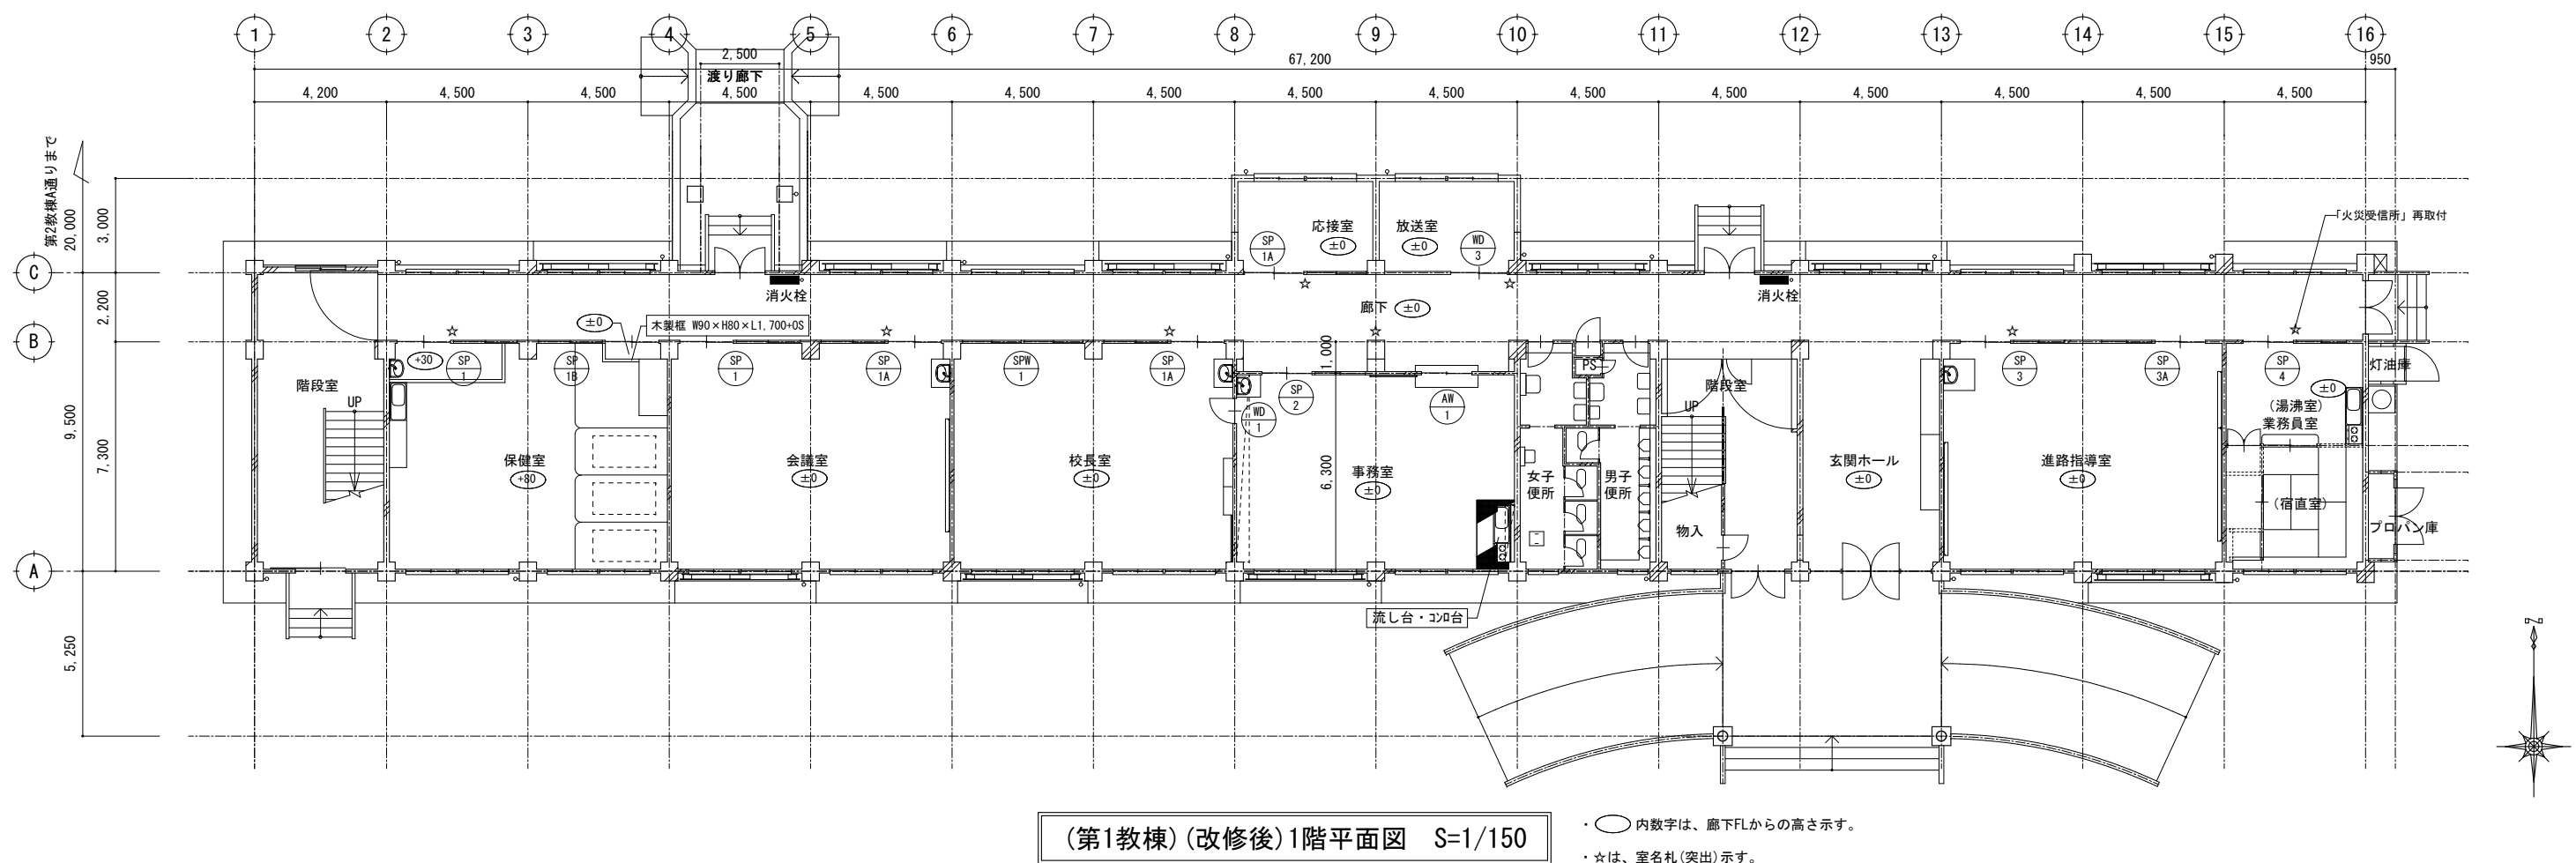 1 2 3 4 5 6 7 8 9 10 11 12 13 14 15 16
2,500
67,200
950
渡り廊下
4,200 4,500 4,500 4,500 4,500 4,500 4,500 4,500 4,500 4,500 4,500 4,500 4,500 4,500 4,500
第2教棟A通りまで
20,000
3,000
「火災受信所」再取付
応接室
±0
SP
1A
放送室
±0
WD
3
C
2,200
消火栓
廊下 ±0
消火栓
B
±0
木製框 W90×H80×L1,700+OS
1,000
+30
SP
1
SP
1B
SP
1
SP
1A
SPW
1
SP
1A
SP
2
WD
1
AW
1
PS
SP
3
SP
3A
SP
4
±0
灯油庫
階段室
UP
階段室
UP
(湯沸室)
業務員室
9,500
7,300
6,300
保健室
+80
会議室
±0
校長室
±0
事務室
±0
女子
便所
男子
便所
物入
玄関ホール
±0
進路指導室
±0
(宿直室)
プロパン庫
A
流し台・コンロ台
5,250
N
(第1教棟)(改修後)1階平面図 S=1/150
・ 内数字は、廊下FLからの高さ示す。
・☆は、室名札(突出)示す。